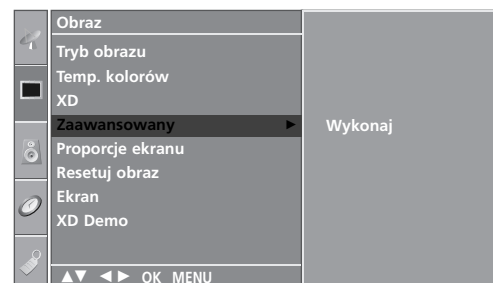 Obraz
Tryb obrazu
Temp. kolorów
XD
Zaawansowany ► Wykonaj
Proporcje ekranu
Resetuj obraz
Ekran
XD Demo
▲▼ ◄► OK MENU